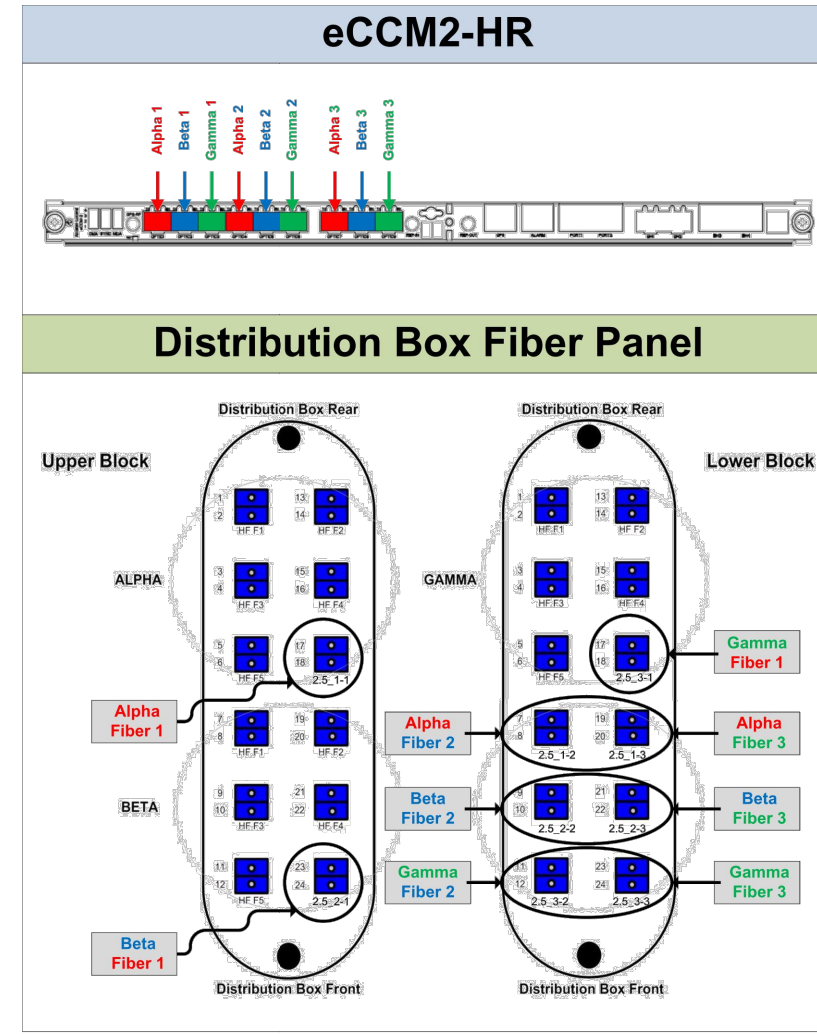 eCCM2-HR
Alpha 1
Beta 1
Gamma 1
Alpha 2
Beta 2
Gamma 2
Alpha 3
Beta 3
Gamma 3
Distribution Box Fiber Panel
Distribution Box Rear
Distribution Box Rear
Upper Block
Lower Block
1
13
2
14
HF F1
HF F2
ALPHA
3
15
4
16
HF F3
HF F4
5
17
6
18
HF F5
2.5_1-1
Alpha
Fiber 1
7
19
8
20
HF F1
HF F2
BETA
9
21
10
22
HF F3
HF F4
11
23
12
24
HF F5
2.5_2-1
Beta
Fiber 1
Distribution Box Front
1
13
2
14
HF F1
HF F2
GAMMA
3
15
4
16
HF F3
HF F4
5
17
6
18
HF F5
2.5_3-1
Gamma
Fiber 1
Alpha
Fiber 2
7
19
8
20
2.5_1-2
2.5_1-3
Alpha
Fiber 3
Beta
Fiber 2
9
21
10
22
2.5_2-2
2.5_2-3
Beta
Fiber 3
Gamma
Fiber 2
11
23
12
24
2.5_3-2
2.5_3-3
Gamma
Fiber 3
Distribution Box Front